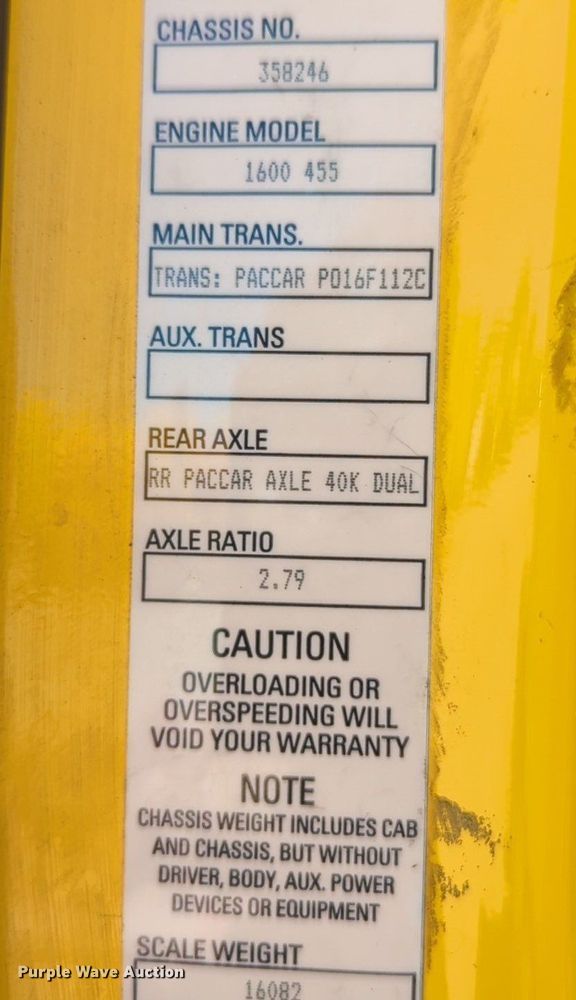 CHASSIS NO.
358246
ENGINE MODEL
1600 455
MAIN TRANS.
TRANS: PACCAR PO16F112C
AUX. TRANS
REAR AXLE
RR PACCAR AXLE 40K DUAL
AXLE RATIO
2.79
CAUTION
OVERLOADING OR
OVERSPEEDING WILL
VOID YOUR WARRANTY
NOTE
CHASSIS WEIGHT INCLUDES CAB
AND CHASSIS, BUT WITHOUT
DRIVER, BODY, AUX. POWER
DEVICES OR EQUIPMENT
SCALE WEIGHT
16082
Purple Wave Auction